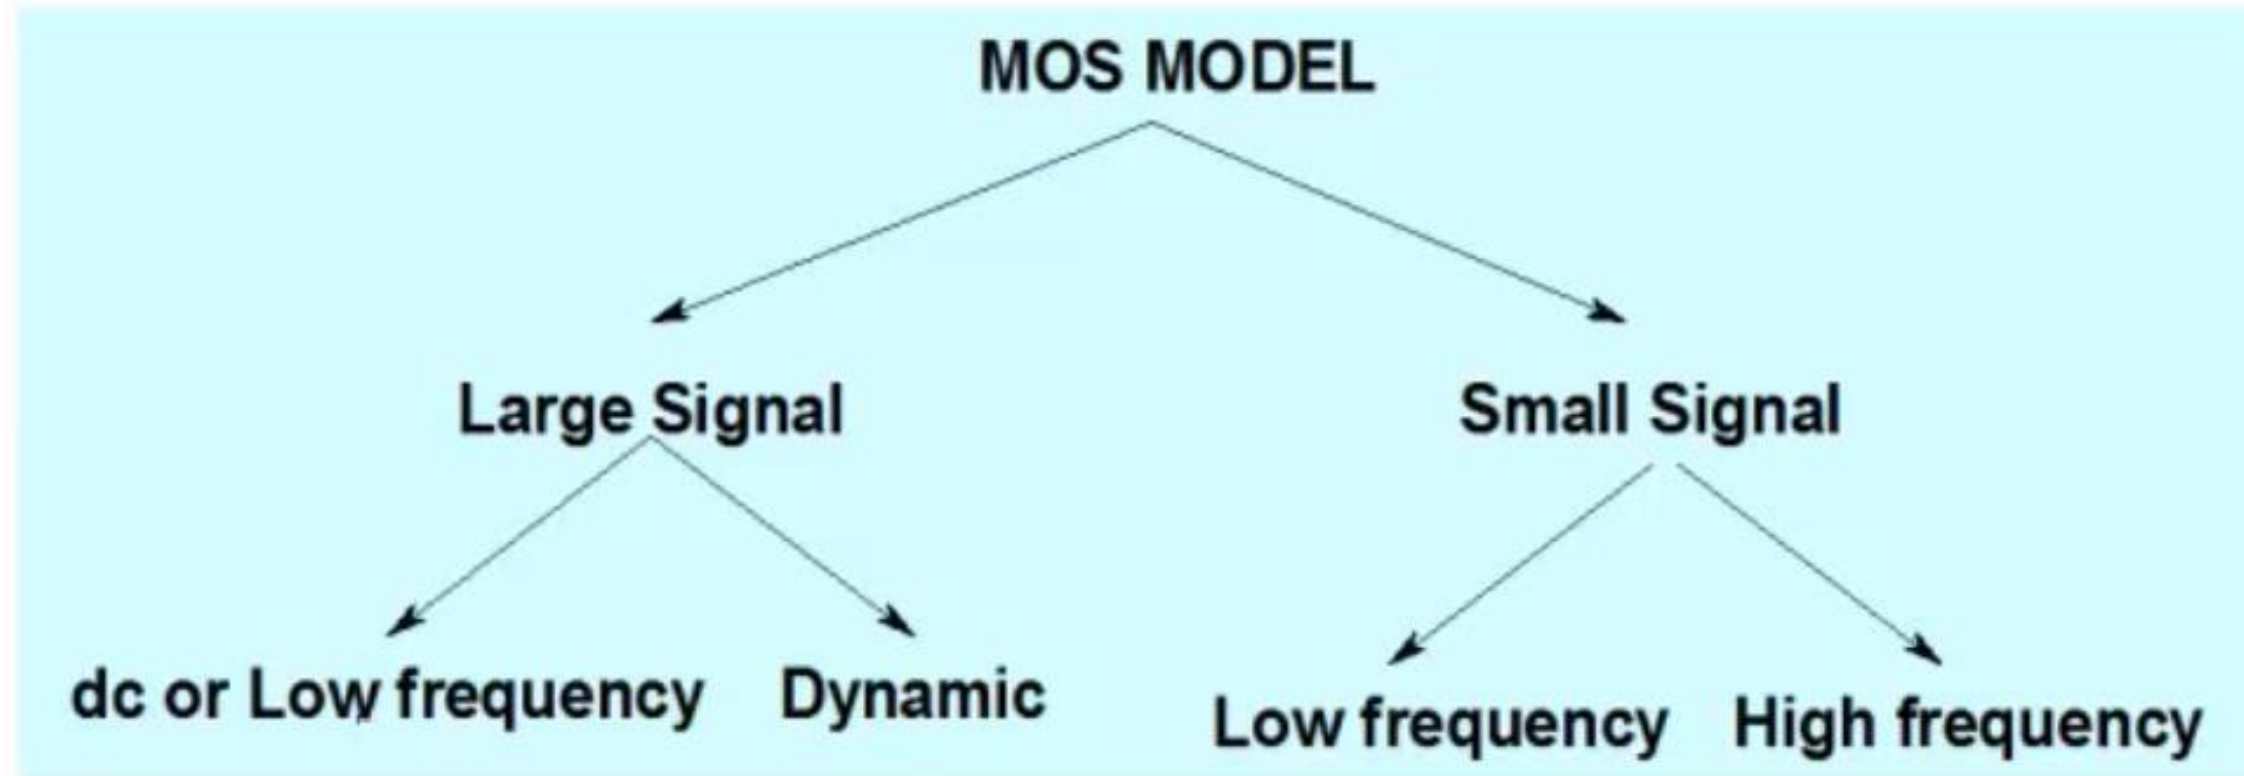 MOS MODEL
Large Signal
Small Signal
dc or Low frequency
Dynamic
Low frequency
High frequency